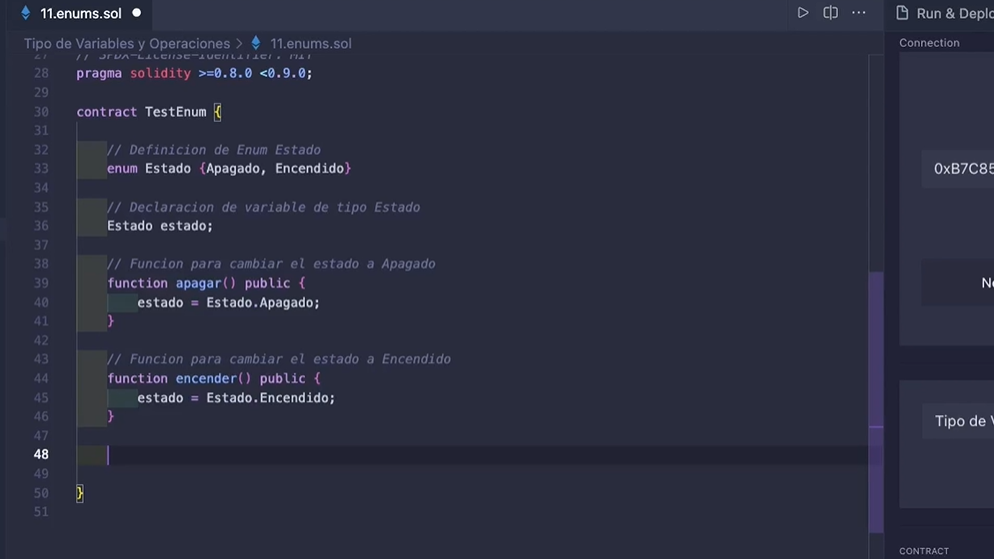 11.enums.sol
Run & Deplo
Tipo de Variables y Operaciones > 11.enums.sol
Connection
27 // SPDX-License-Identifier: MIT
28 pragma solidity >=0.8.0 <0.9.0;
29
30 contract TestEnum {
31
32 // Definicion de Enum Estado
33 enum Estado {Apagado, Encendido}
34
35 // Declaracion de variable de tipo Estado
36 Estado estado;
37
38 // Funcion para cambiar el estado a Apagado
39 function apagar() public {
40 estado = Estado.Apagado;
41 }
42
43 // Funcion para cambiar el estado a Encendido
44 function encender() public {
45 estado = Estado.Encendido;
46 }
47
48
49
50 }
51
0xB7C85
Ne
Tipo de V
CONTRACT